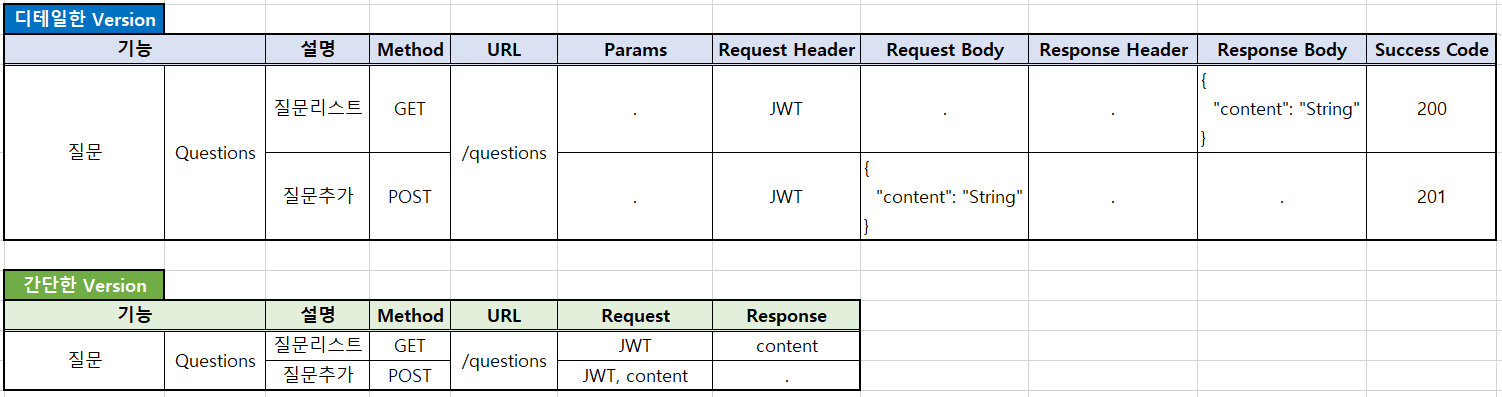 디테일한 Version
기능 설명 Method URL Params Request Header Request Body Response Header Response Body Success Code
질문 Questions 질문리스트 GET /questions . JWT . . { "content": "String" } 200
질문추가 POST . JWT { "content": "String" } . . 201
간단한 Version
기능 설명 Method URL Request Response
질문 Questions 질문리스트 GET /questions JWT content
질문추가 POST JWT, content .